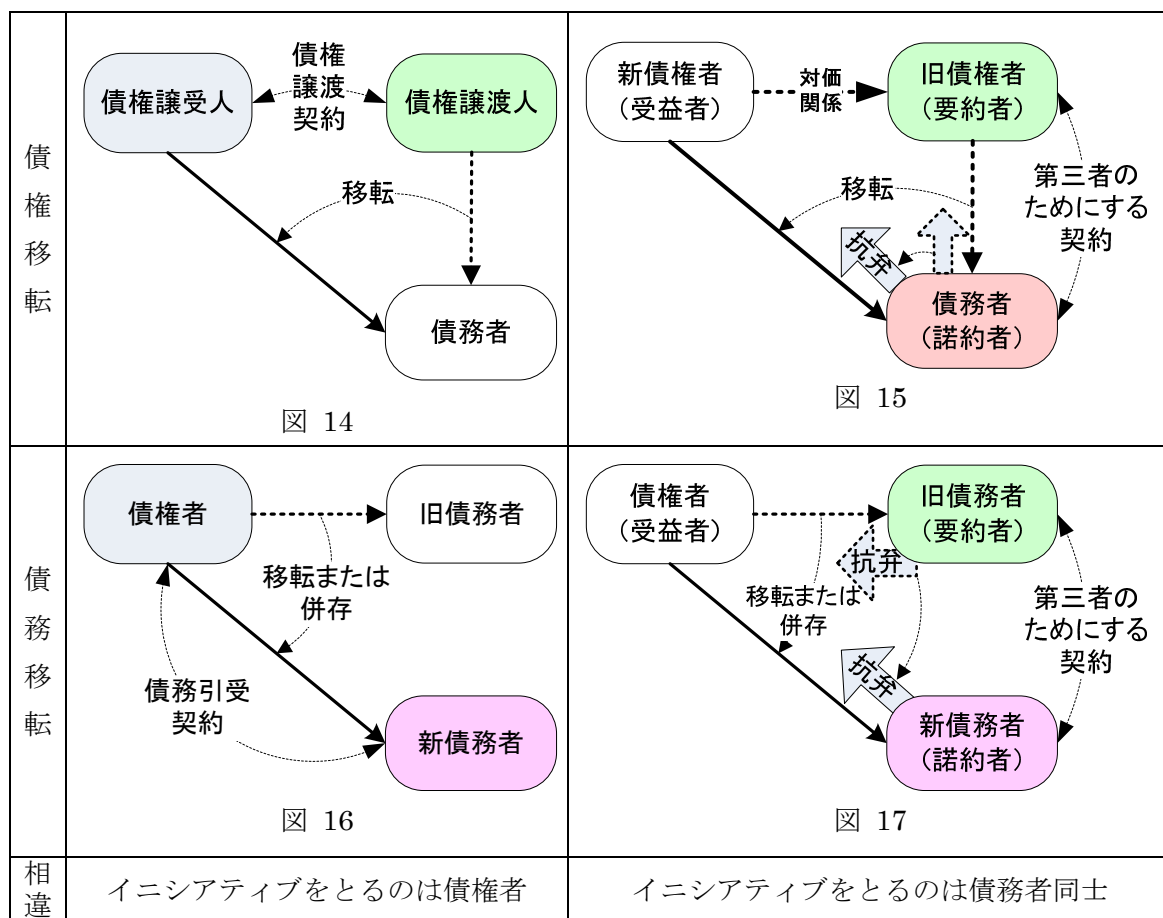 債
権
移
転
債権譲受人
債権
譲渡
契約
債権譲渡人
移転
債務者
図 14
新債権者
（受益者）
対価
関係
旧債権者
（要約者）
移転
抗弁
第三者の
ためにする
契約
債務者
（諾約者）
図 15
債
務
移
転
債権者
旧債務者
移転または
併存
債務引受
契約
新債務者
図 16
債権者
（受益者）
旧債務者
（要約者）
抗弁
移転または
併存
第三者の
ためにする
契約
抗弁
新債務者
（諾約者）
図 17
相
違
イニシアティブをとるのは債権者
イニシアティブをとるのは債務者同士